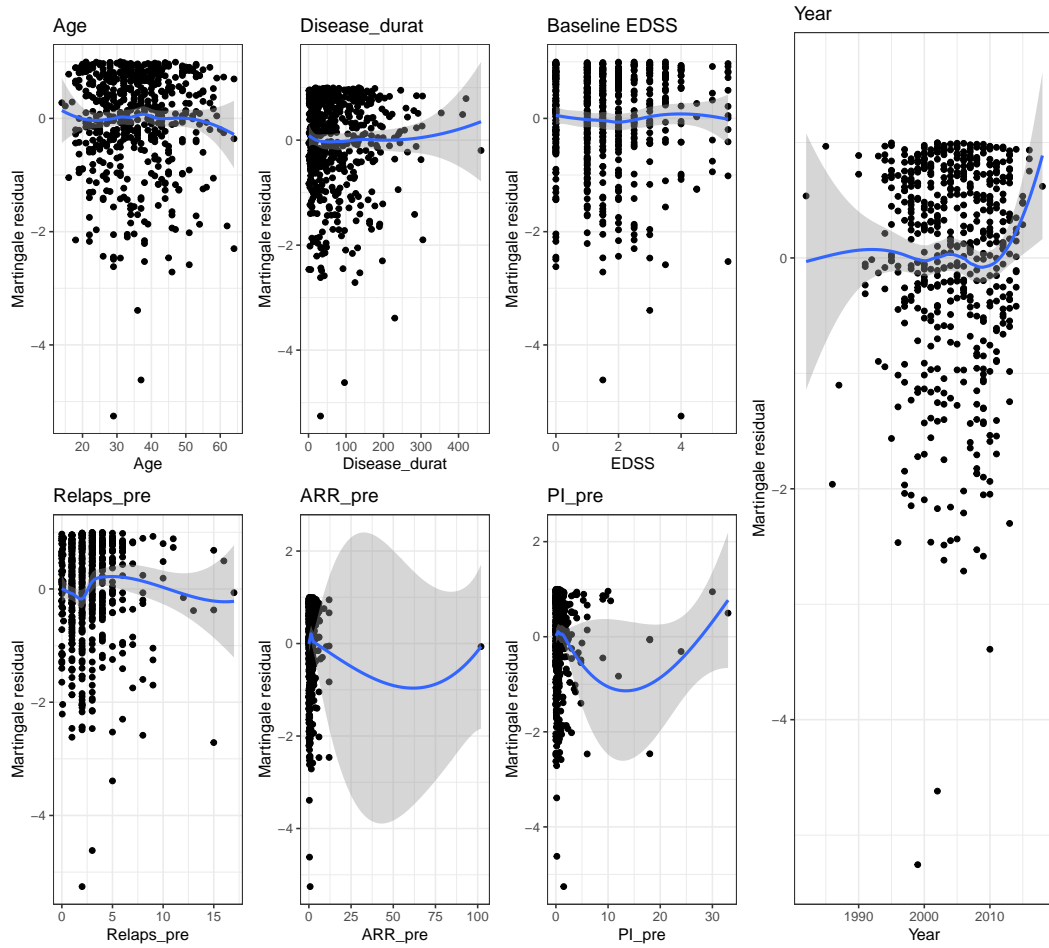 Age
Martingale residual
0
−2
−4
20 30 40 50 60
Age
Disease_durat
Martingale residual
2
0
−2
−4
0 100 200 300 400
Disease_durat
Baseline EDSS
Martingale residual
0
−2
−4
0 2 4
EDSS
Year
Martingale residual
0
−2
−4
1990 2000 2010
Year
Relaps_pre
Martingale residual
0
−2
−4
0 5 10 15
Relaps_pre
ARR_pre
Martingale residual
2
0
−2
−4
0 25 50 75 100
ARR_pre
PI_pre
Martingale residual
2
0
−2
−4
0 10 20 30
PI_pre